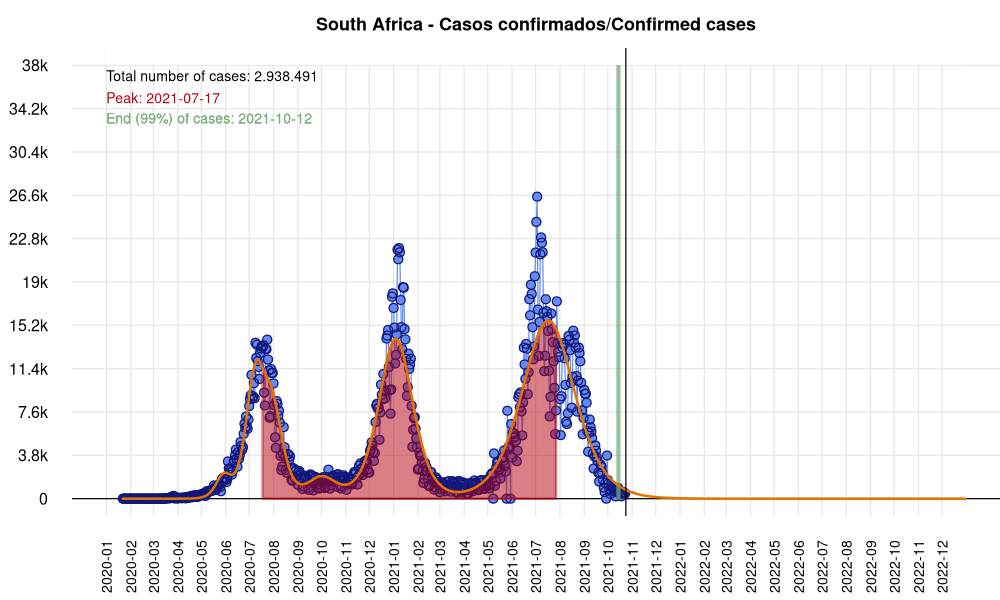 South Africa - Casos confirmados/Confirmed cases
Total number of cases: 2.938.491
Peak: 2021-07-17
End (99%) of cases: 2021-10-12
38k
34.2k
30.4k
26.6k
22.8k
19k
15.2k
11.4k
7.6k
3.8k
0
2020-01
2020-02
2020-03
2020-04
2020-05
2020-06
2020-07
2020-08
2020-09
2020-10
2020-11
2020-12
2021-01
2021-02
2021-03
2021-04
2021-05
2021-06
2021-07
2021-08
2021-09
2021-10
2021-11
2021-12
2022-01
2022-02
2022-03
2022-04
2022-05
2022-06
2022-07
2022-08
2022-09
2022-10
2022-11
2022-12